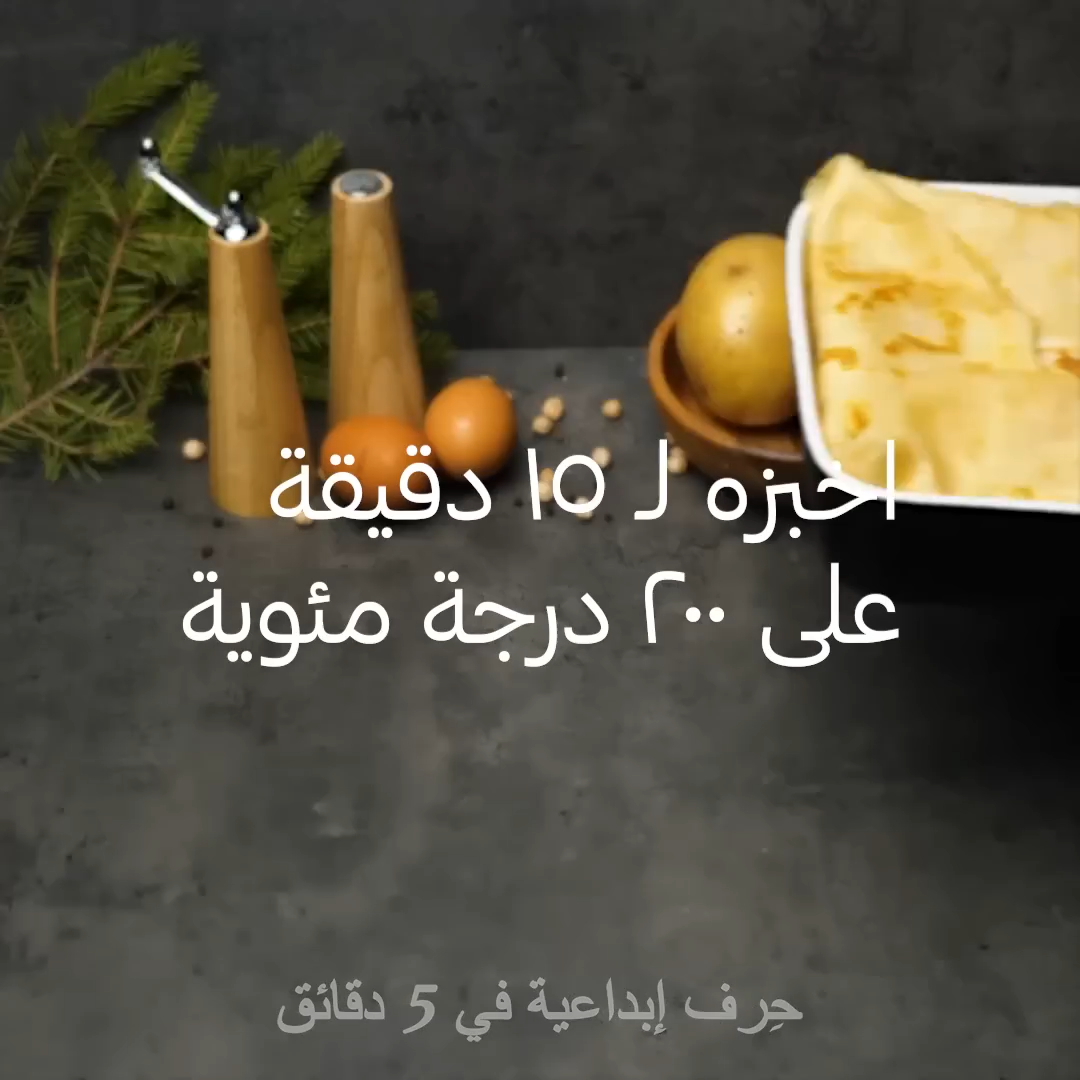 اخبزه لـ ١٥ دقيقة
على ٢٠٠ درجة مئوية
حِرف إبداعية في 5 دقائق